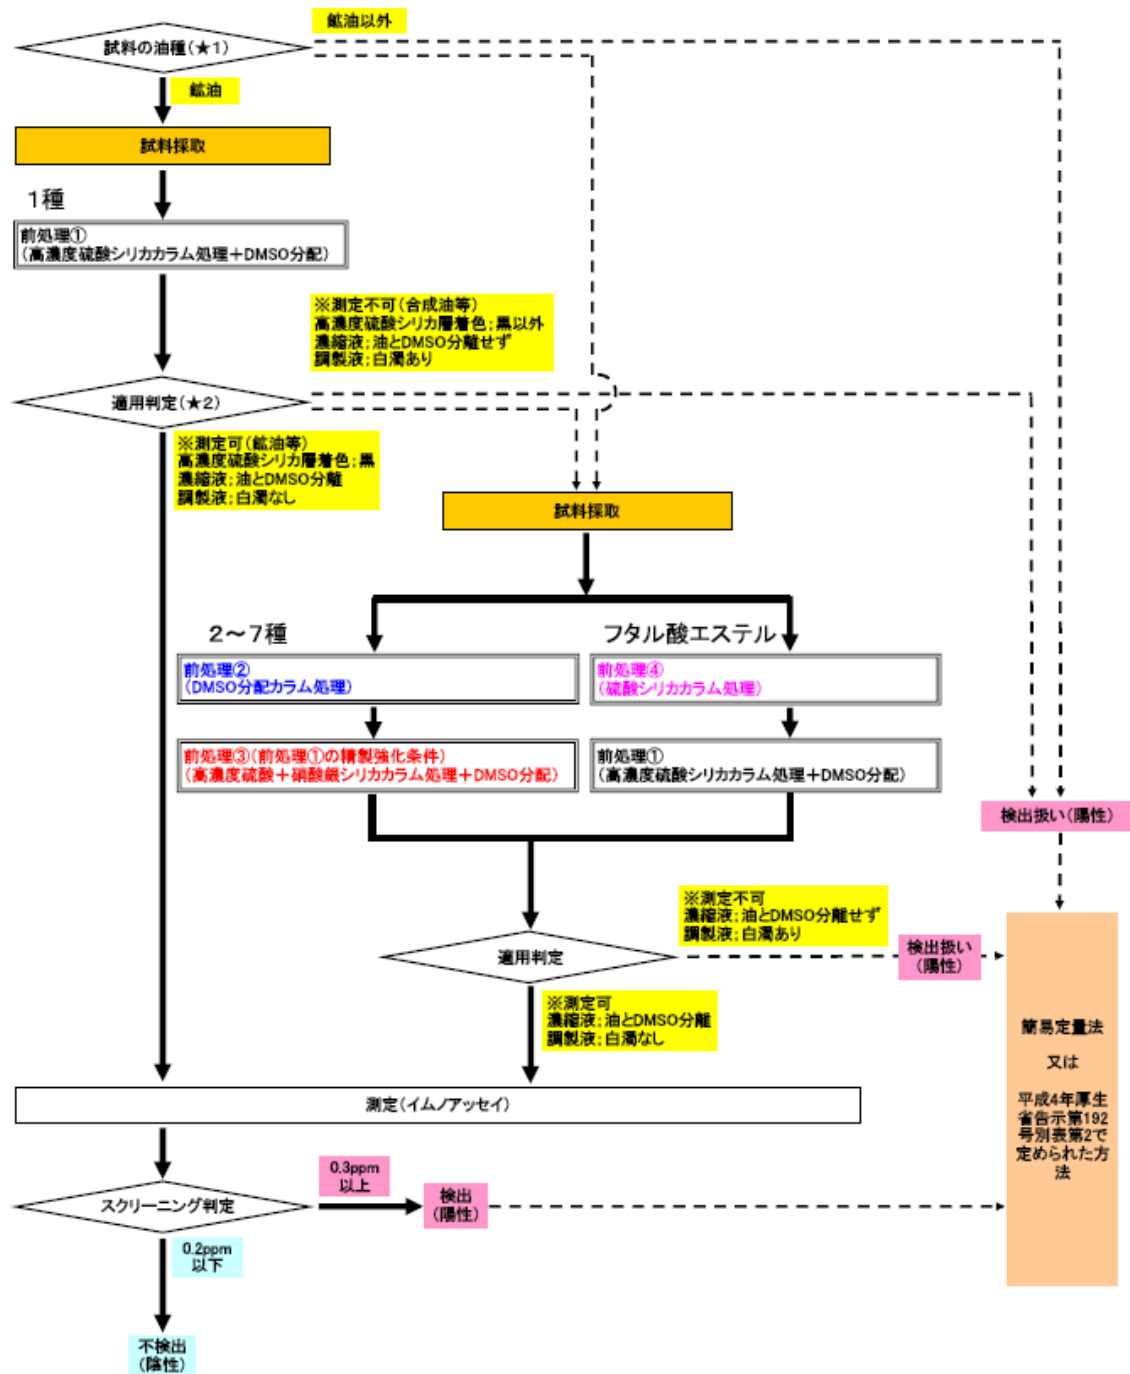 鉱油以外
試料の油種(★1)
鉱油
試料採取
1種
前処理①
(高濃度硫酸シリカカラム処理+DMSO分配)
※測定不可(合成油等)
高濃度硫酸シリカ層着色;黒以外
濃縮液;油とDMSO分離せず
調製液;白濁あり
適用判定(★2)
※測定可(鉱油等)
高濃度硫酸シリカ層着色;黒
濃縮液;油とDMSO分離
調製液;白濁なし
試料採取
2～7種
フタル酸エステル
前処理②
(DMSO分配カラム処理)
前処理④
(硫酸シリカカラム処理)
前処理③(前処理①の精製強化条件)
(高濃度硫酸+硝酸銀シリカカラム処理+DMSO分配)
前処理①
(高濃度硫酸シリカカラム処理+DMSO分配)
検出扱い(陽性)
※測定不可
濃縮液;油とDMSO分離せず
調製液;白濁あり
適用判定
検出扱い
(陽性)
※測定可
濃縮液;油とDMSO分離
調製液;白濁なし
簡易定量法
又は
平成4年厚生
省告示第192
号別表第2で
定められた方
法
測定(イムノアッセイ)
スクリーニング判定
0.3ppm
以上
検出
(陽性)
0.2ppm
以下
不検出
(陰性)